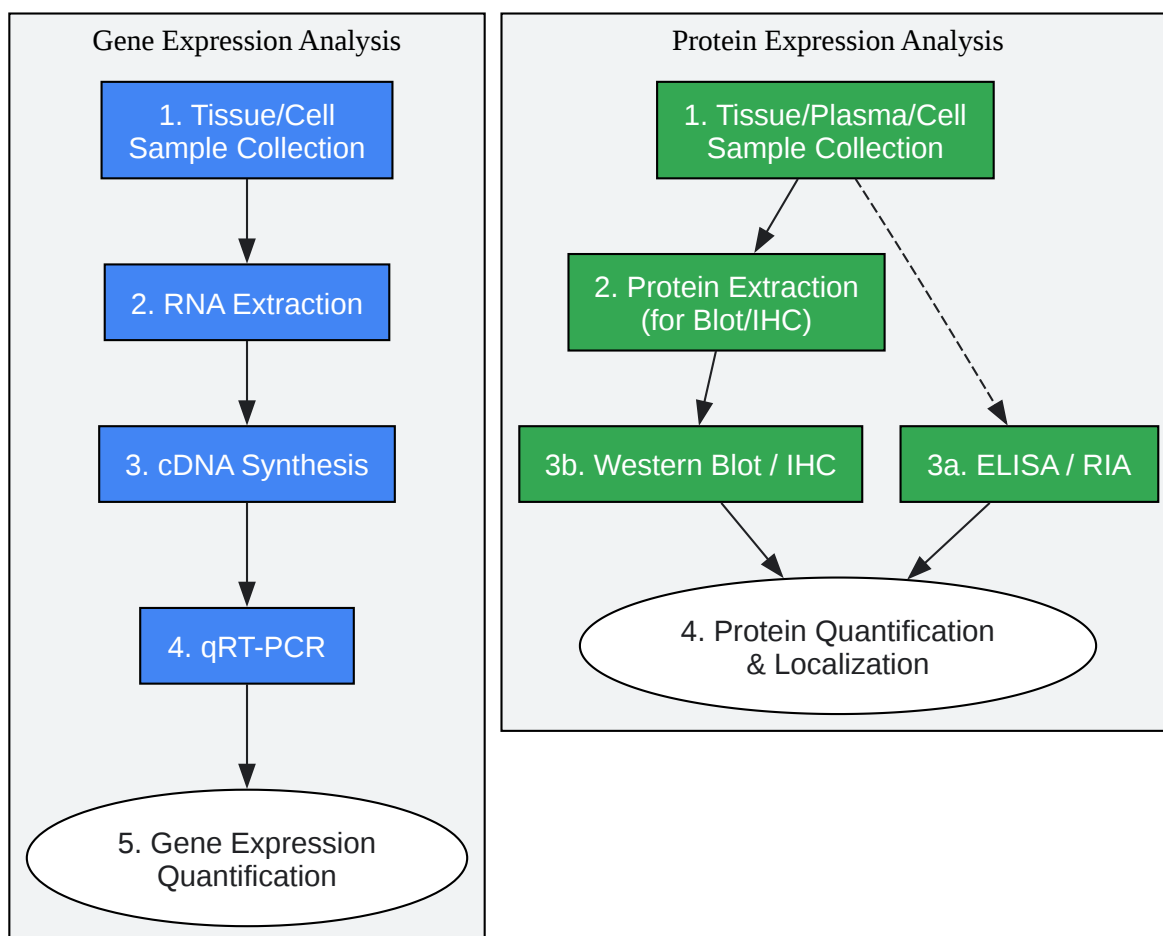 Gene Expression Analysis
1. Tissue/Cell
Sample Collection
2. RNA Extraction
3. cDNA Synthesis
4. qRT-PCR
5. Gene Expression
Quantification
Protein Expression Analysis
1. Tissue/Plasma/Cell
Sample Collection
2. Protein Extraction
(for Blot/IHC)
3b. Western Blot / IHC
3a. ELISA / RIA
4. Protein Quantification
& Localization